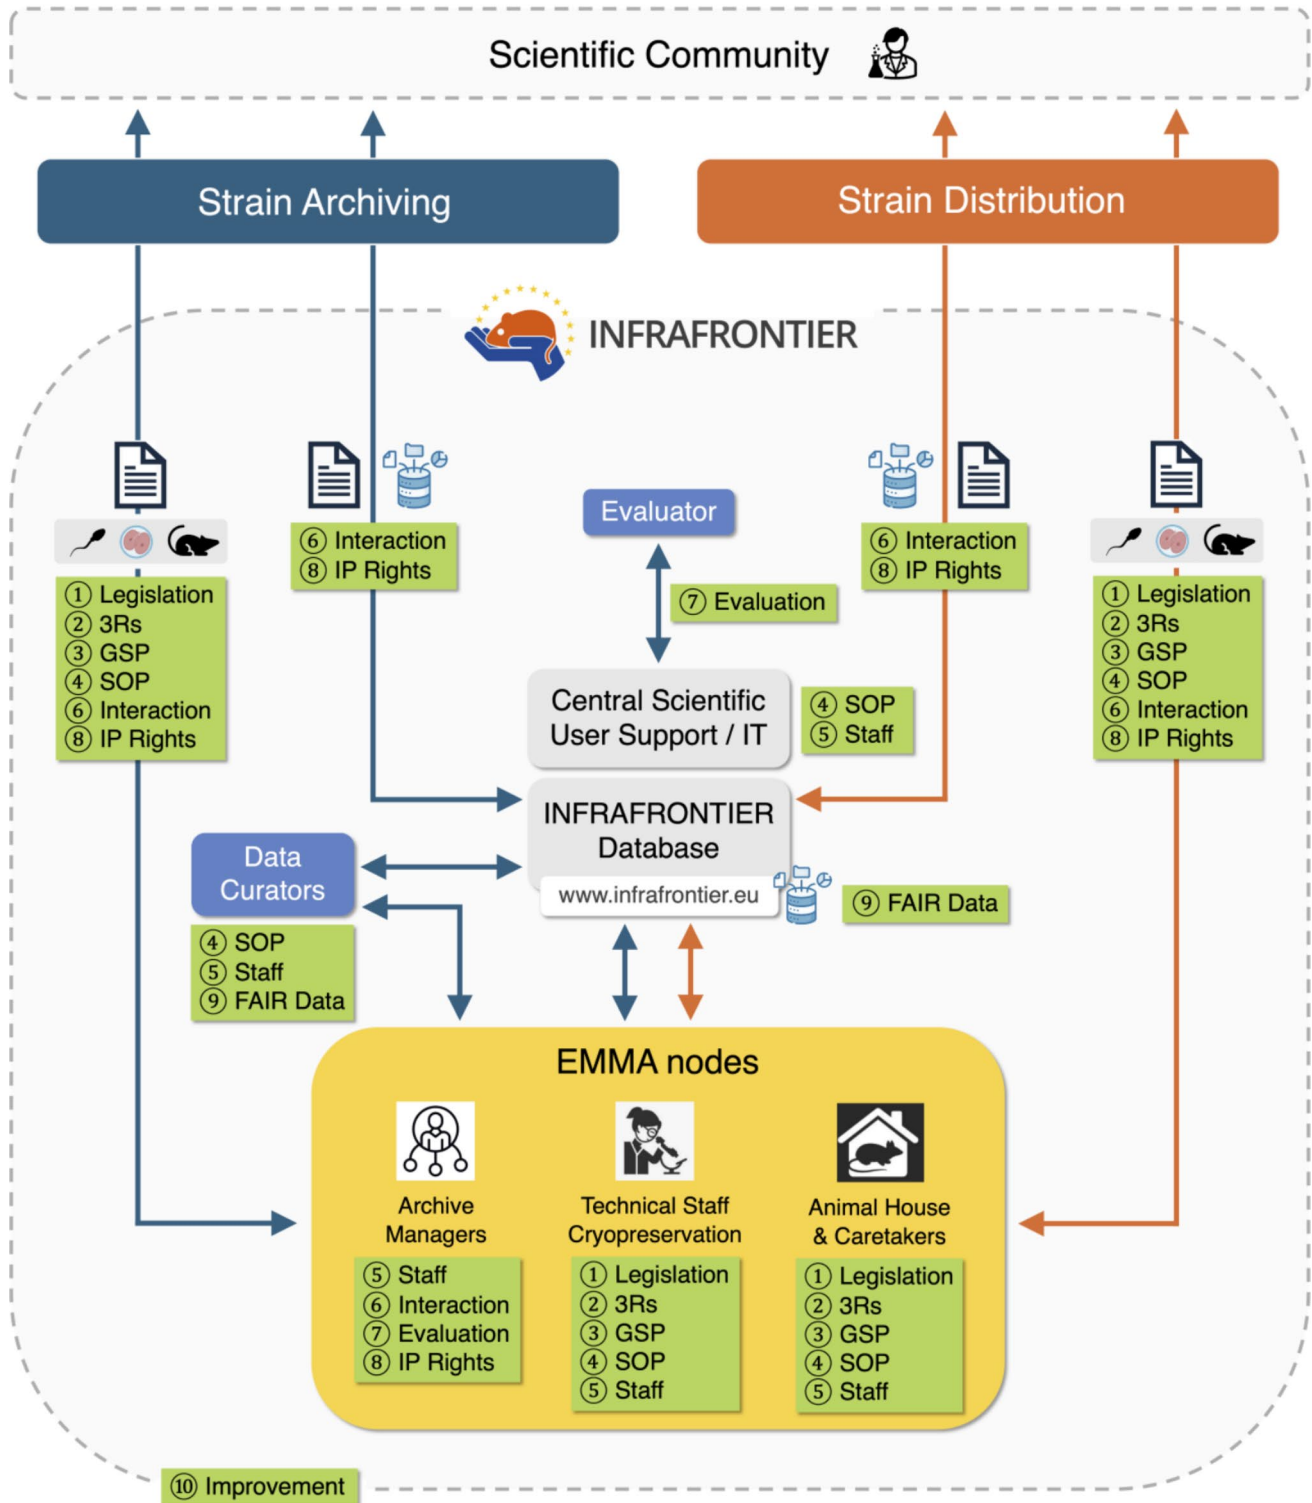 Scientific Community
Strain Archiving
Strain Distribution
INFRAFRONTIER
① Legislation
② 3Rs
③ GSP
④ SOP
⑥ Interaction
⑧ IP Rights
⑥ Interaction
⑧ IP Rights
Evaluator
⑦ Evaluation
⑥ Interaction
⑧ IP Rights
① Legislation
② 3Rs
③ GSP
④ SOP
⑥ Interaction
⑧ IP Rights
Central Scientific
User Support / IT
④ SOP
⑤ Staff
INFRAFRONTIER
Database
www.infrafrontier.eu
⑨ FAIR Data
Data
Curators
④ SOP
⑤ Staff
⑨ FAIR Data
EMMA nodes
Archive
Managers
⑤ Staff
⑥ Interaction
⑦ Evaluation
⑧ IP Rights
Technical Staff
Cryopreservation
① Legislation
② 3Rs
③ GSP
④ SOP
⑤ Staff
Animal House
& Caretakers
① Legislation
② 3Rs
③ GSP
④ SOP
⑤ Staff
⑩ Improvement